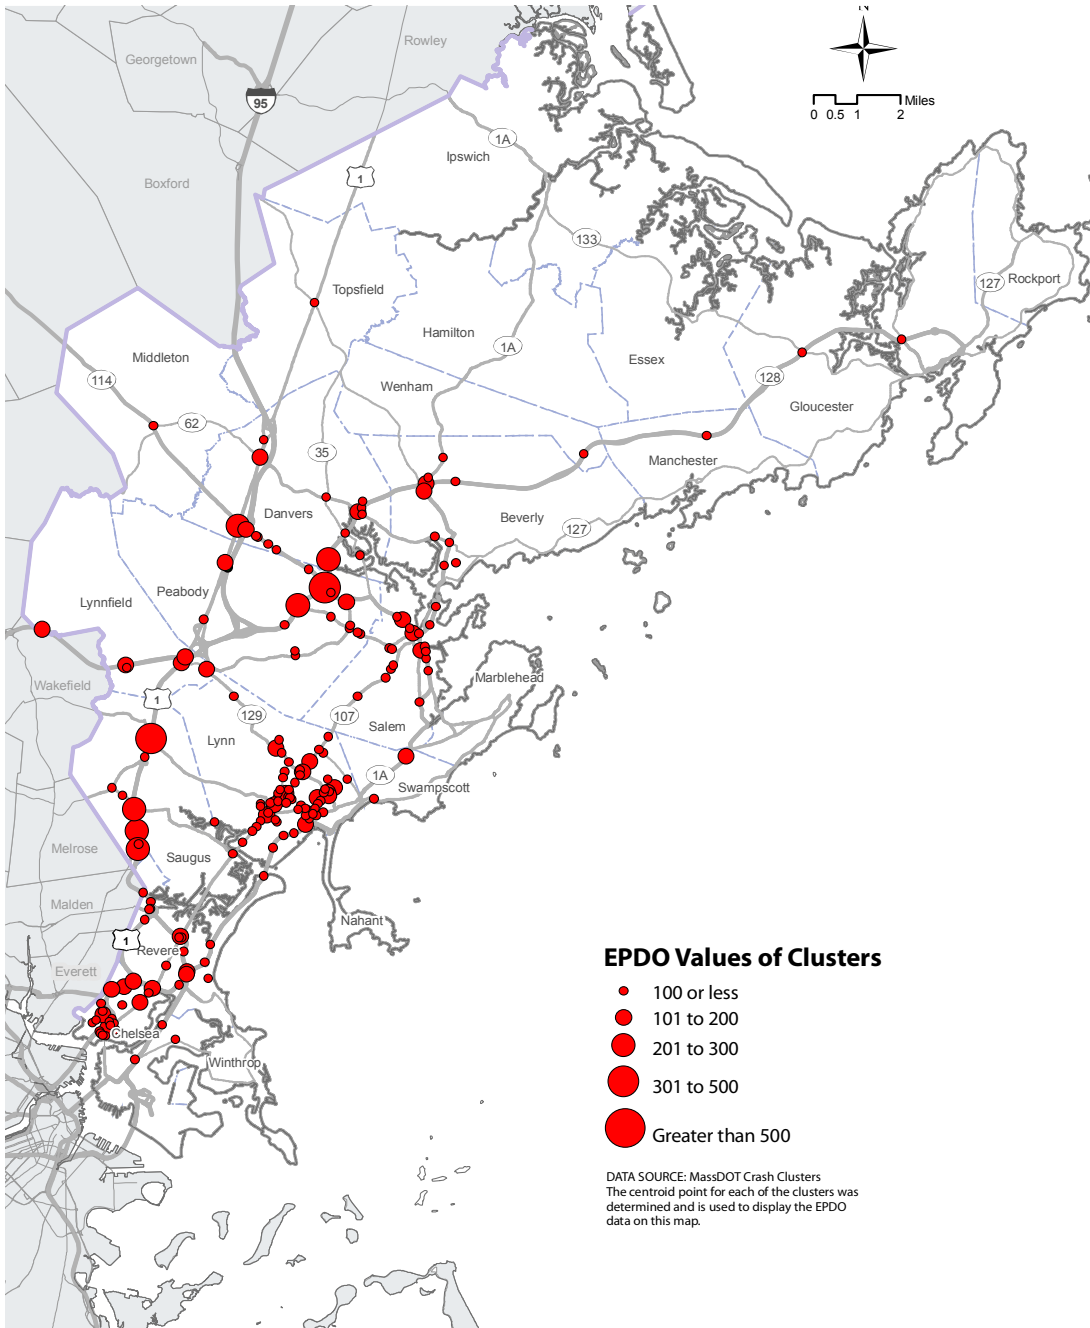 N
Rowley
Georgetown
95
Miles
0 0.5 1 2
1A
Ipswich
1
Boxford
133
127
Rockport
Topsfield
Hamilton
1A
Middleton
Essex
114
Wenham
128
Gloucester
62
35
Manchester
Danvers
Beverly
127
Peabody
Lynnfield
Wakefield
Marblehead
1
129
107
Salem
Lynn
1A
Swampscott
Melrose
Saugus
Malden
Nahant
1
Revere
Everett
Chelsea
Winthrop
EPDO Values of Clusters
100 or less
101 to 200
201 to 300
301 to 500
Greater than 500
DATA SOURCE: MassDOT Crash Clusters
The centroid point for each of the clusters was
determined and is used to display the EPDO
data on this map.